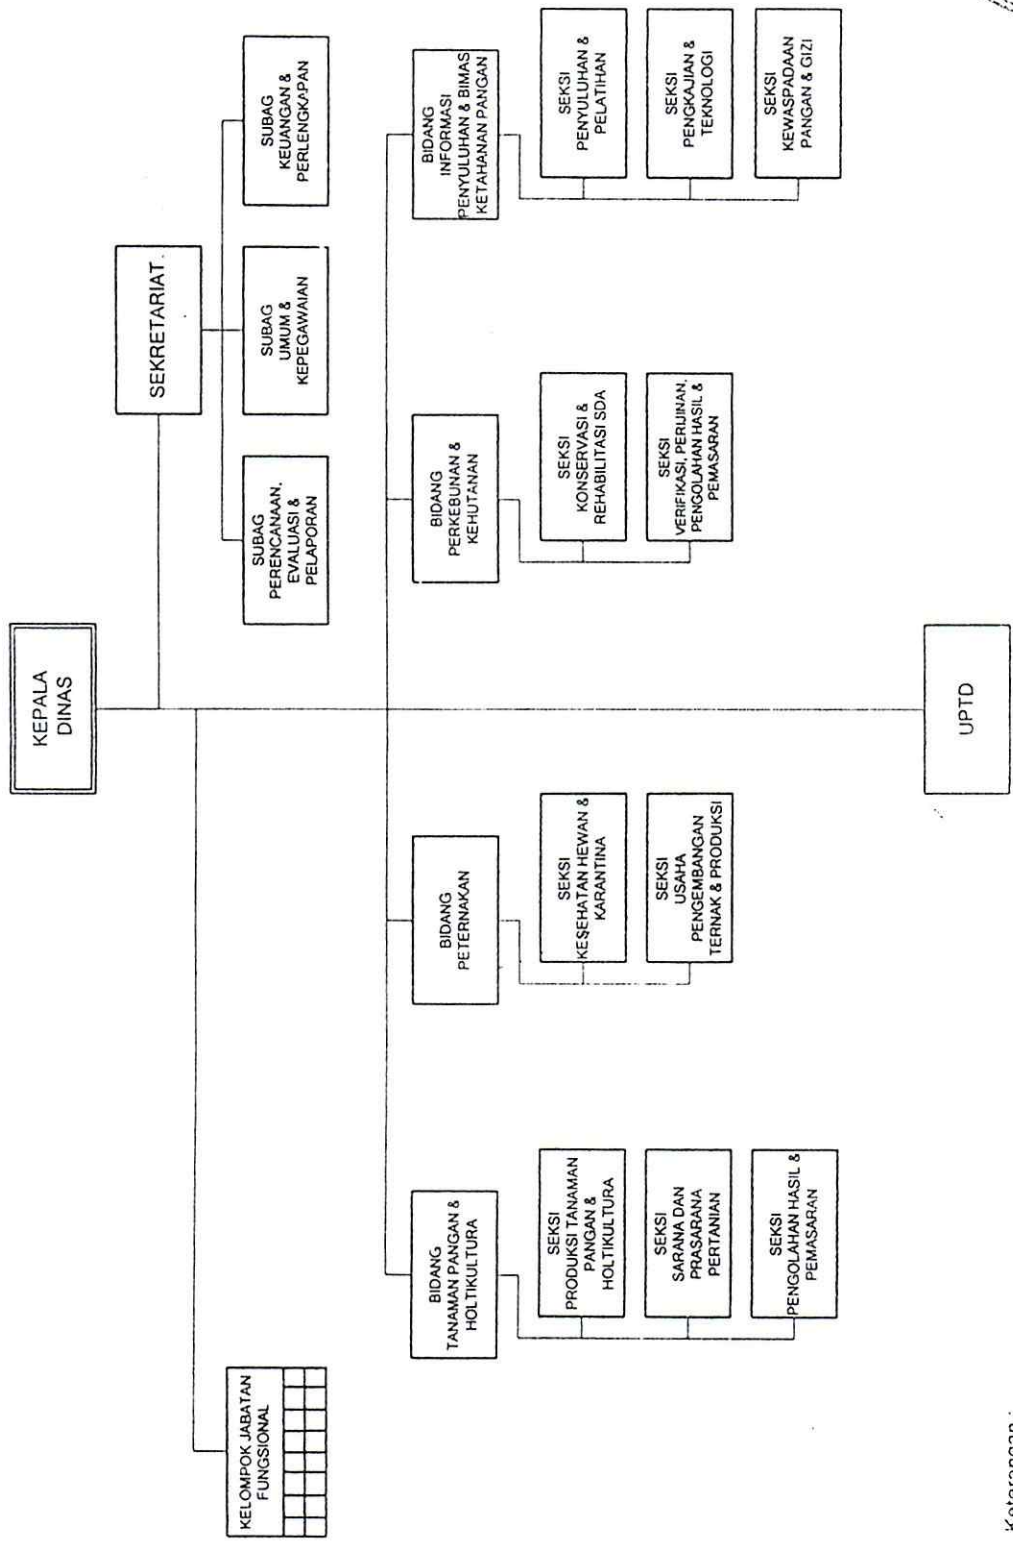 KEPALA
DINAS
SEKRETARIAT
KELOMPOK JABATAN
FUNGSIONAL
SUBAG
PERENCANAAN,
EVALUASI &
PELAPORAN
SUBAG
UMUM &
KEPEGAWAIAN
SUBAG
KEUANGAN &
PERLENGKAPAN
BIDANG
TANAMAN PANGAN &
HOLTIKULTURA
BIDANG
PETERNAKAN
BIDANG
PERKEBUNAN &
KEHUTANAN
BIDANG
INFORMASI
PENYULUHAN & BIMAS
KETAHANAN PANGAN
SEKSI
PRODUKSI TANAMAN
PANGAN &
HOLTIKULTURA
SEKSI
KESEHATAN HEWAN &
KARANTINA
SEKSI
KONSERVASI &
REHABILITASI SDA
SEKSI
PENYULUHAN &
PELATIHAN
SEKSI
SARANA DAN
PRASARANA
PERTANIAN
SEKSI
USAHA
PENGEMBANGAN
TERNAK & PRODUKSI
SEKSI
VERIFIKASI, PERIJINAN,
PENGOLAHAN HASIL &
PEMASARAN
SEKSI
PENGKAJIAN &
TEKNOLOGI
SEKSI
PENGOLAHAN HASIL &
PEMASARAN
SEKSI
KEWASPADAAN
PANGAN & GIZI
UPTD
Keterangan :